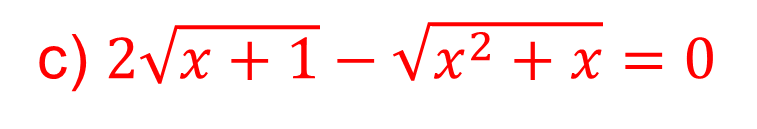 c) 2√(x + 1) − √(x² + x) = 0